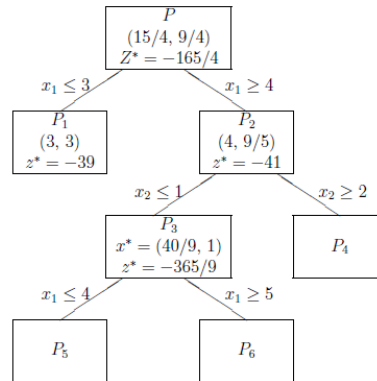 P
(15/4, 9/4)
Z* = −165/4
x₁ ≤ 3
x₁ ≥ 4
P₁
(3, 3)
z* = −39
P₂
(4, 9/5)
z* = −41
x₂ ≤ 1
x₂ ≥ 2
P₃
x* = (40/9, 1)
z* = −365/9
P₄
x₁ ≤ 4
x₁ ≥ 5
P₅
P₆